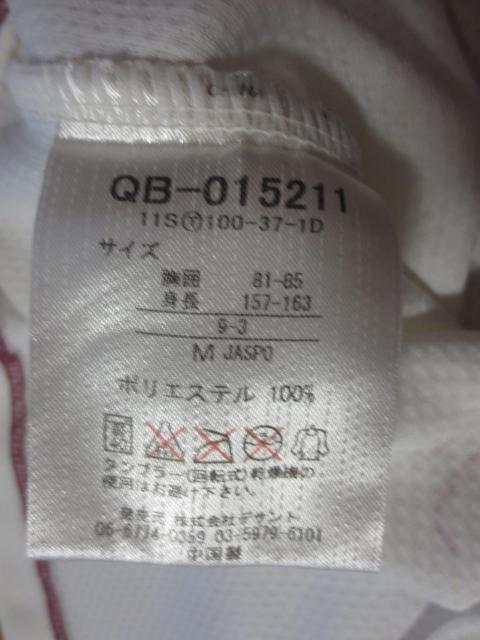 QB-015211
11SⓎ100-37-1D
サイズ
胸囲 81-85
身長 157-163
9-3
M JASPO
ポリエステル 100%
タンブラー(回転式)乾燥機の
使用はお避け下さい。
発売元 株式会社デサント
06-6774-0359 03-5979-6101
中国製